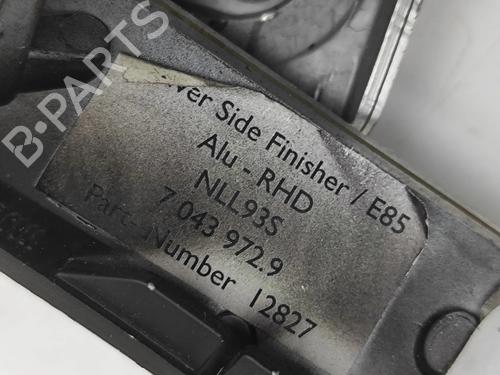 B-PARTS
ver Side Finisher / E85
Alu - RHD
NLL93S
7 043 972.9
Part Number 12827